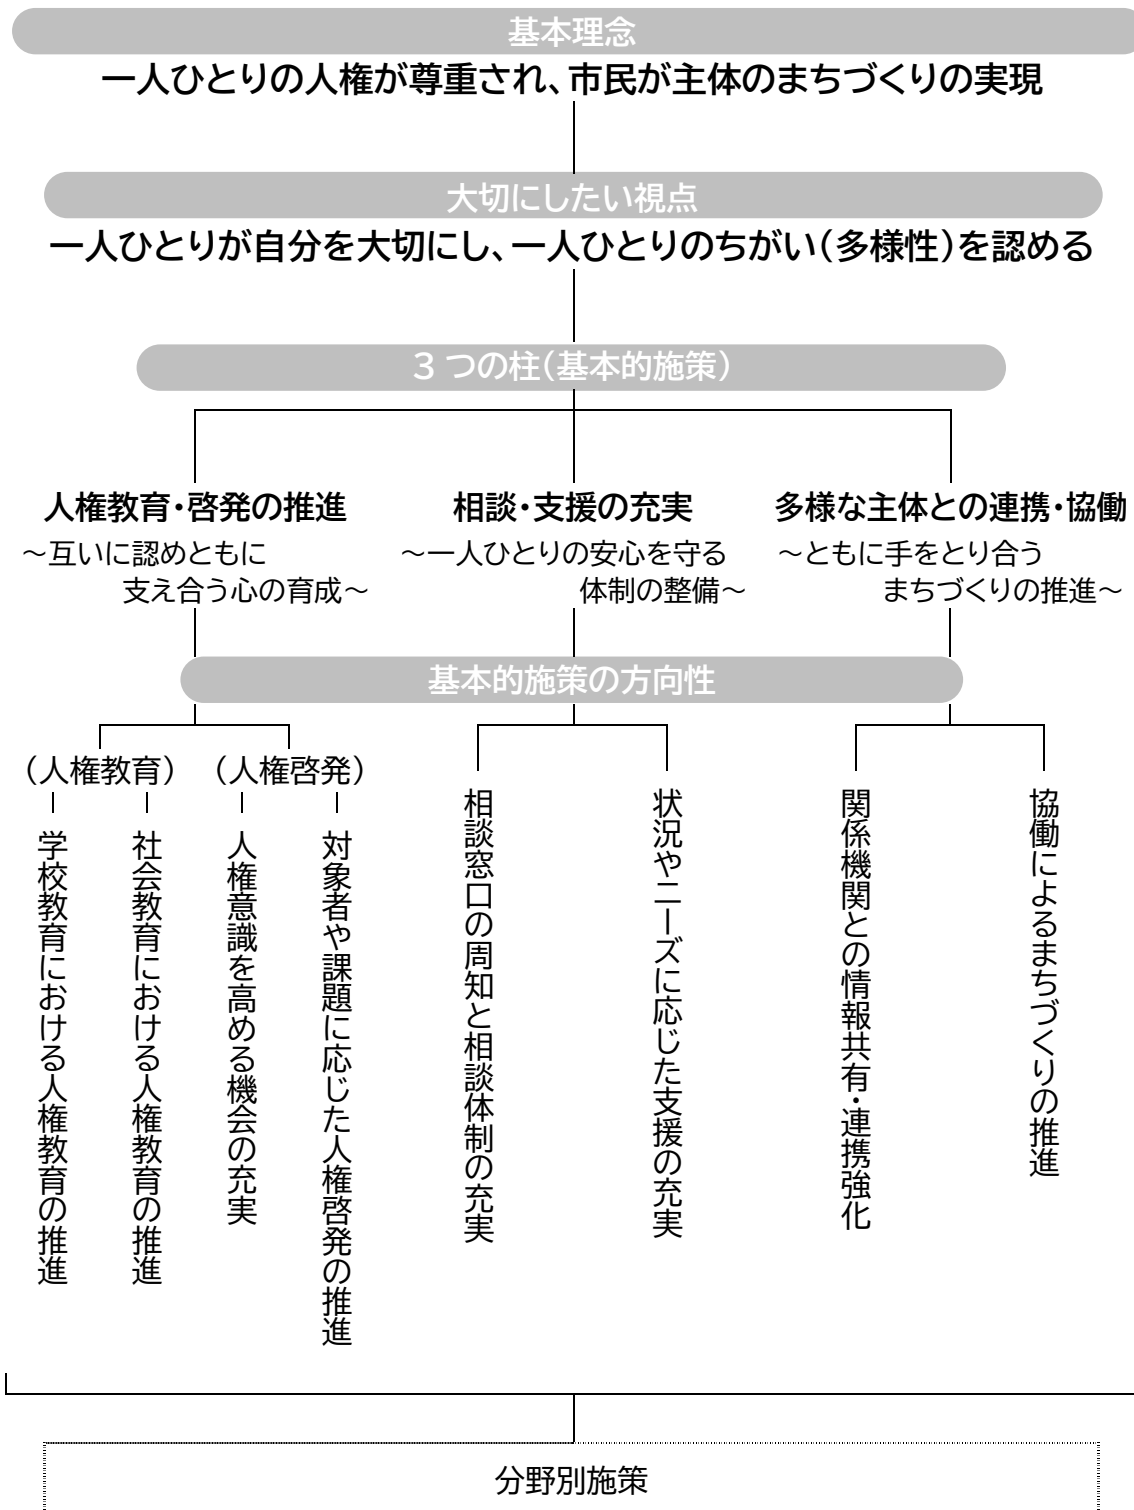 基本理念
一人ひとりの人権が尊重され、市民が主体のまちづくりの実現
大切にしたい視点
一人ひとりが自分を大切にし、一人ひとりのちがい（多様性）を認める
3つの柱（基本的施策）
人権教育・啓発の推進
～互いに認めともに
支え合う心の育成～
相談・支援の充実
～一人ひとりの安心を守る
体制の整備～
多様な主体との連携・協働
～ともに手をとり合う
まちづくりの推進～
基本的施策の方向性
（人権教育）
（人権啓発）
学校教育における人権教育の推進
社会教育における人権教育の推進
人権意識を高める機会の充実
対象者や課題に応じた人権啓発の推進
相談窓口の周知と相談体制の充実
状況やニーズに応じた支援の充実
関係機関との情報共有・連携強化
協働によるまちづくりの推進
分野別施策